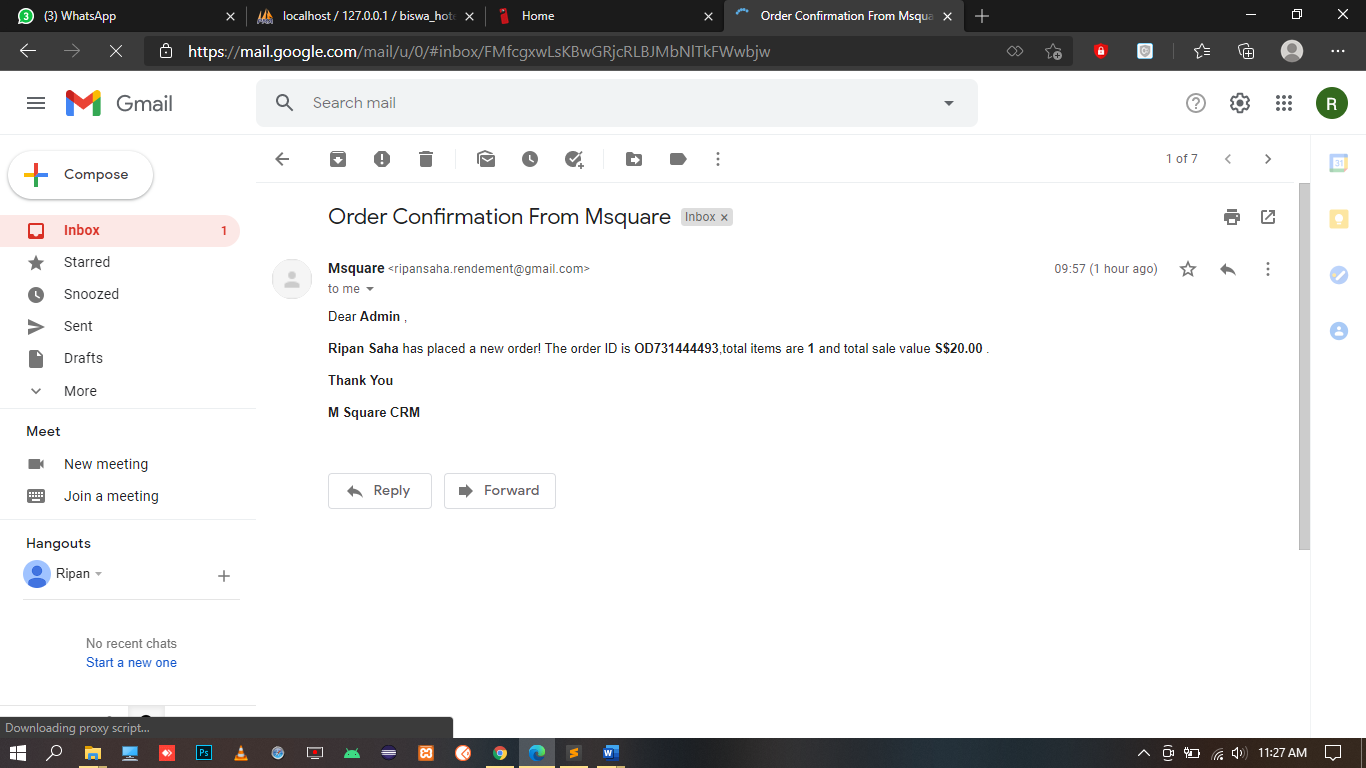 (3) WhatsApp
localhost / 127.0.0.1 / biswa_hote
Home
Order Confirmation From Msqua
https://mail.google.com/mail/u/0/#inbox/FMfcgxwLsKBwGRjcRLBJMbNlTkFWwbjw
Gmail
Search mail
R
Compose
1 of 7
31
Order Confirmation From Msquare
Inbox ×
Inbox 1
Starred
Snoozed
Sent
Drafts
More
Msquare <ripansaha.rendement@gmail.com>
09:57 (1 hour ago)
to me
Dear Admin ,
Ripan Saha has placed a new order! The order ID is OD731444493,total items are 1 and total sale value S$20.00 .
Thank You
M Square CRM
Reply
Forward
Meet
New meeting
Join a meeting
Hangouts
Ripan
No recent chats
Start a new one
Downloading proxy script...
Ps
W
11:27 AM